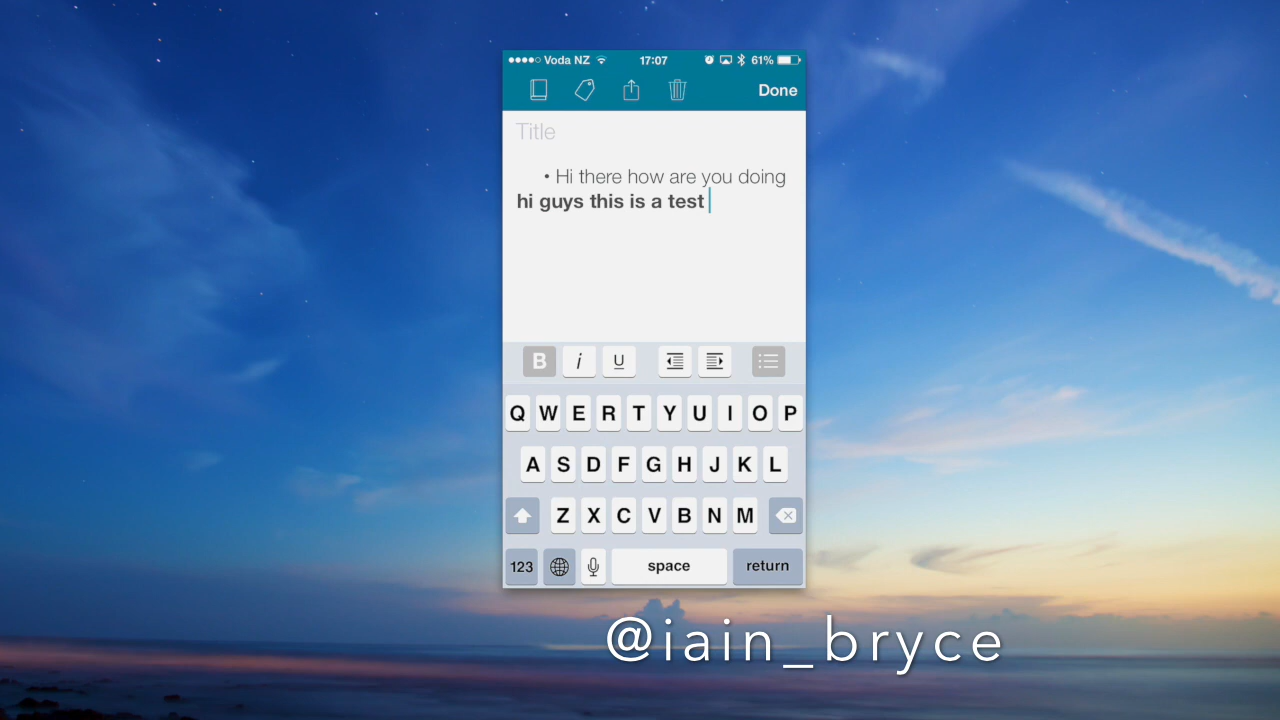 Voda NZ 17:07 61%
Done
Title
• Hi there how are you doing
hi guys this is a test
B i U
Q W E R T Y U I O P
A S D F G H J K L
Z X C V B N M
123 space return
@iain_bryce